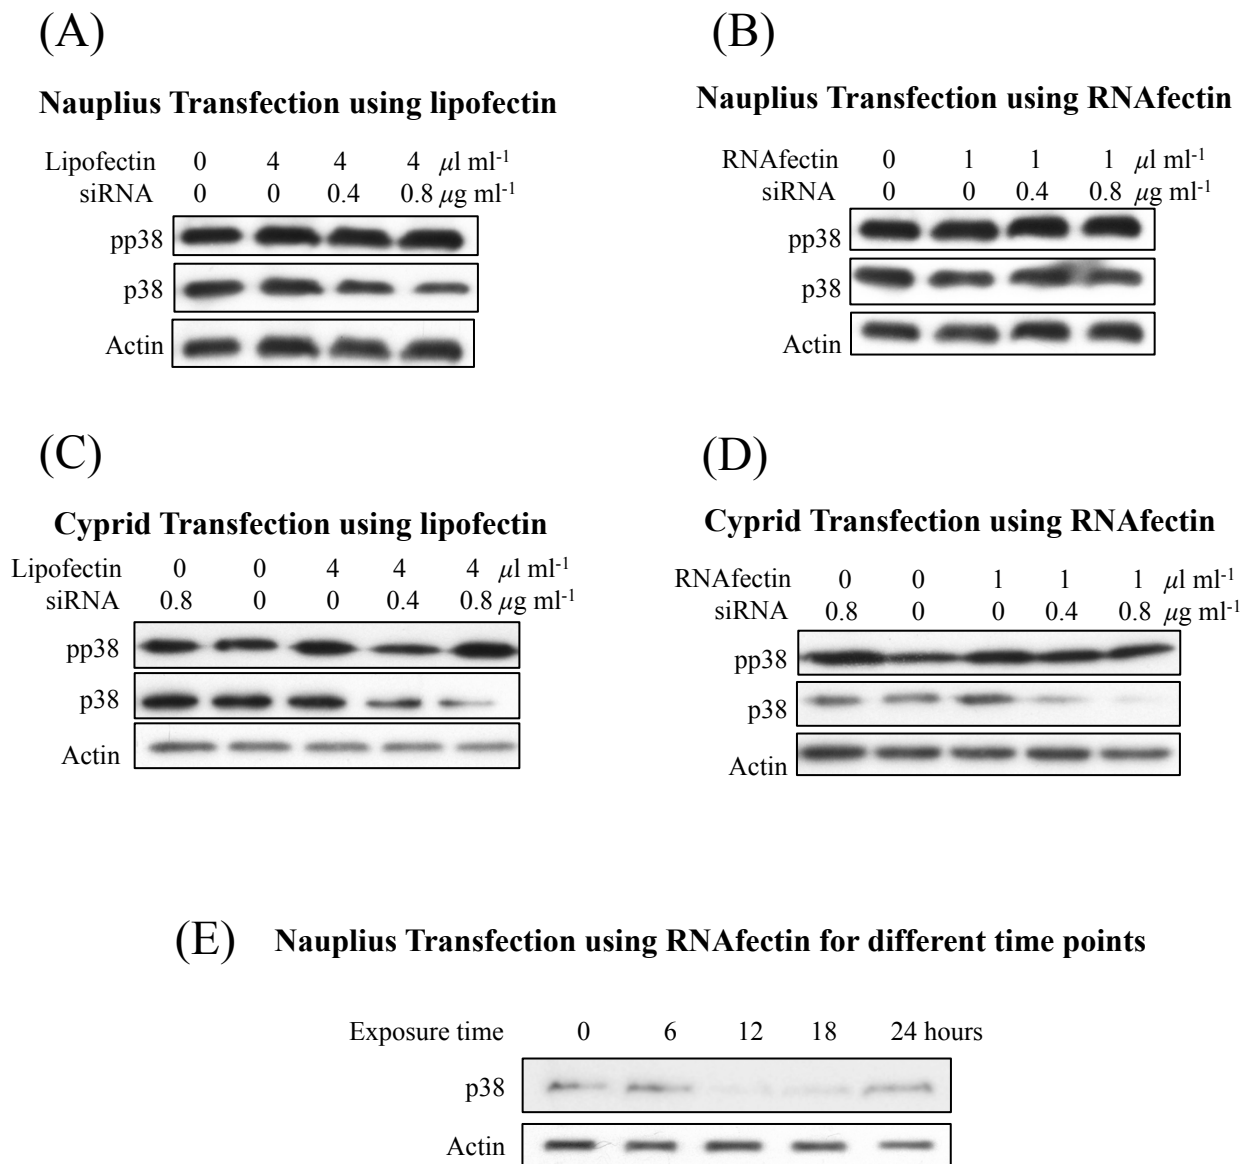 (A)
Nauplius Transfection using lipofectin
Lipofectin 0 4 4 4 μl ml-1
siRNA 0 0 0.4 0.8 μg ml-1
pp38
p38
Actin
(B)
Nauplius Transfection using RNAfectin
RNAfectin 0 1 1 1 μl ml-1
siRNA 0 0 0.4 0.8 μg ml-1
pp38
p38
Actin
(C)
Cyprid Transfection using lipofectin
Lipofectin 0 0 4 4 4 μl ml-1
siRNA 0.8 0 0 0.4 0.8 μg ml-1
pp38
p38
Actin
(D)
Cyprid Transfection using RNAfectin
RNAfectin 0 0 1 1 1 μl ml-1
siRNA 0.8 0 0 0.4 0.8 μg ml-1
pp38
p38
Actin
(E) Nauplius Transfection using RNAfectin for different time points
Exposure time 0 6 12 18 24 hours
p38
Actin